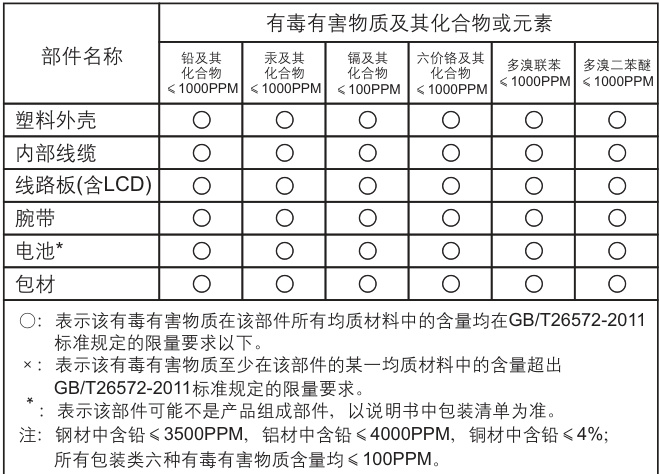 部件名称
有毒有害物质及其化合物或元素
铅及其
化合物
≤1000PPM
汞及其
化合物
≤1000PPM
镉及其
化合物
≤100PPM
六价铬及其
化合物
≤1000PPM
多溴联苯
≤1000PPM
多溴二苯醚
≤1000PPM
塑料外壳 ○ ○ ○ ○ ○ ○
内部线缆 ○ ○ ○ ○ ○ ○
线路板(含LCD) ○ ○ ○ ○ ○ ○
腕带 ○ ○ ○ ○ ○ ○
电池* ○ ○ ○ ○ ○ ○
包材 ○ ○ ○ ○ ○ ○
○：表示该有毒有害物质在该部件所有均质材料中的含量均在GB/T26572-2011
标准规定的限量要求以下。
×：表示该有毒有害物质至少在该部件的某一均质材料中的含量超出
GB/T26572-2011标准规定的限量要求。
*：表示该部件可能不是产品组成部件，以说明书中包装清单为准。
注：钢材中含铅≤3500PPM，铝材中含铅≤4000PPM，铜材中含铅≤4%;
所有包装类六种有毒有害物质含量均≤100PPM。